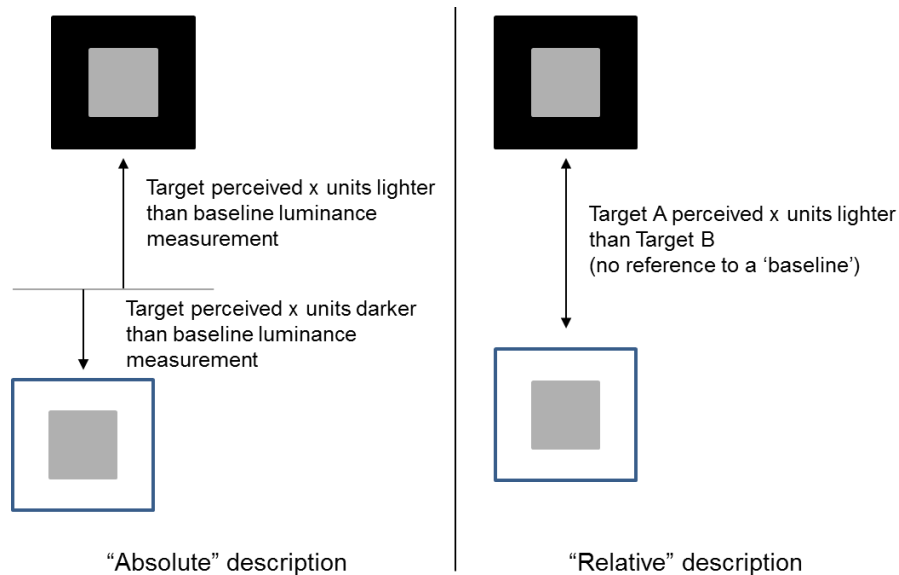 Target perceived x units lighter
than baseline luminance
measurement
Target perceived x units darker
than baseline luminance
measurement
“Absolute” description
Target A perceived x units lighter
than Target B
(no reference to a ‘baseline’)
“Relative” description